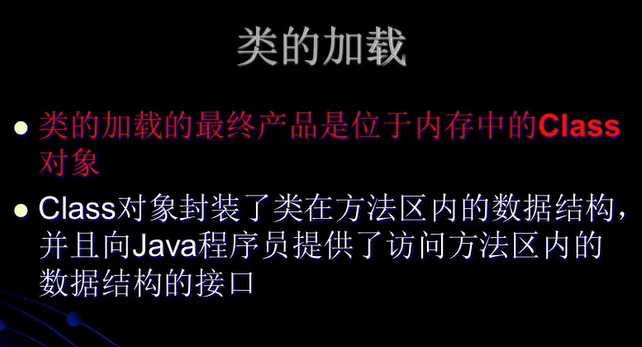 类的加载
类的加载的最终产品是位于内存中的Class
对象
Class对象封装了类在方法区内的数据结构，
并且向Java程序员提供了访问方法区内的
数据结构的接口